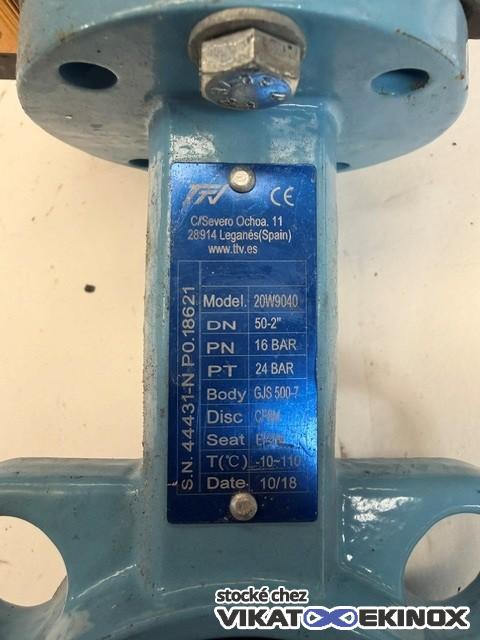 TTV CE
C/Severo Ochoa. 11
28914 Leganés(Spain)
www.ttv.es
S.N. 44431-N P0.18621
Model. 20W9040
DN 50-2"
PN 16 BAR
PT 24 BAR
Body GJS 500-7
Disc CF8M
Seat
T(℃) -10~110
Date 10/18
stocké chez
VIKAT EKINOX